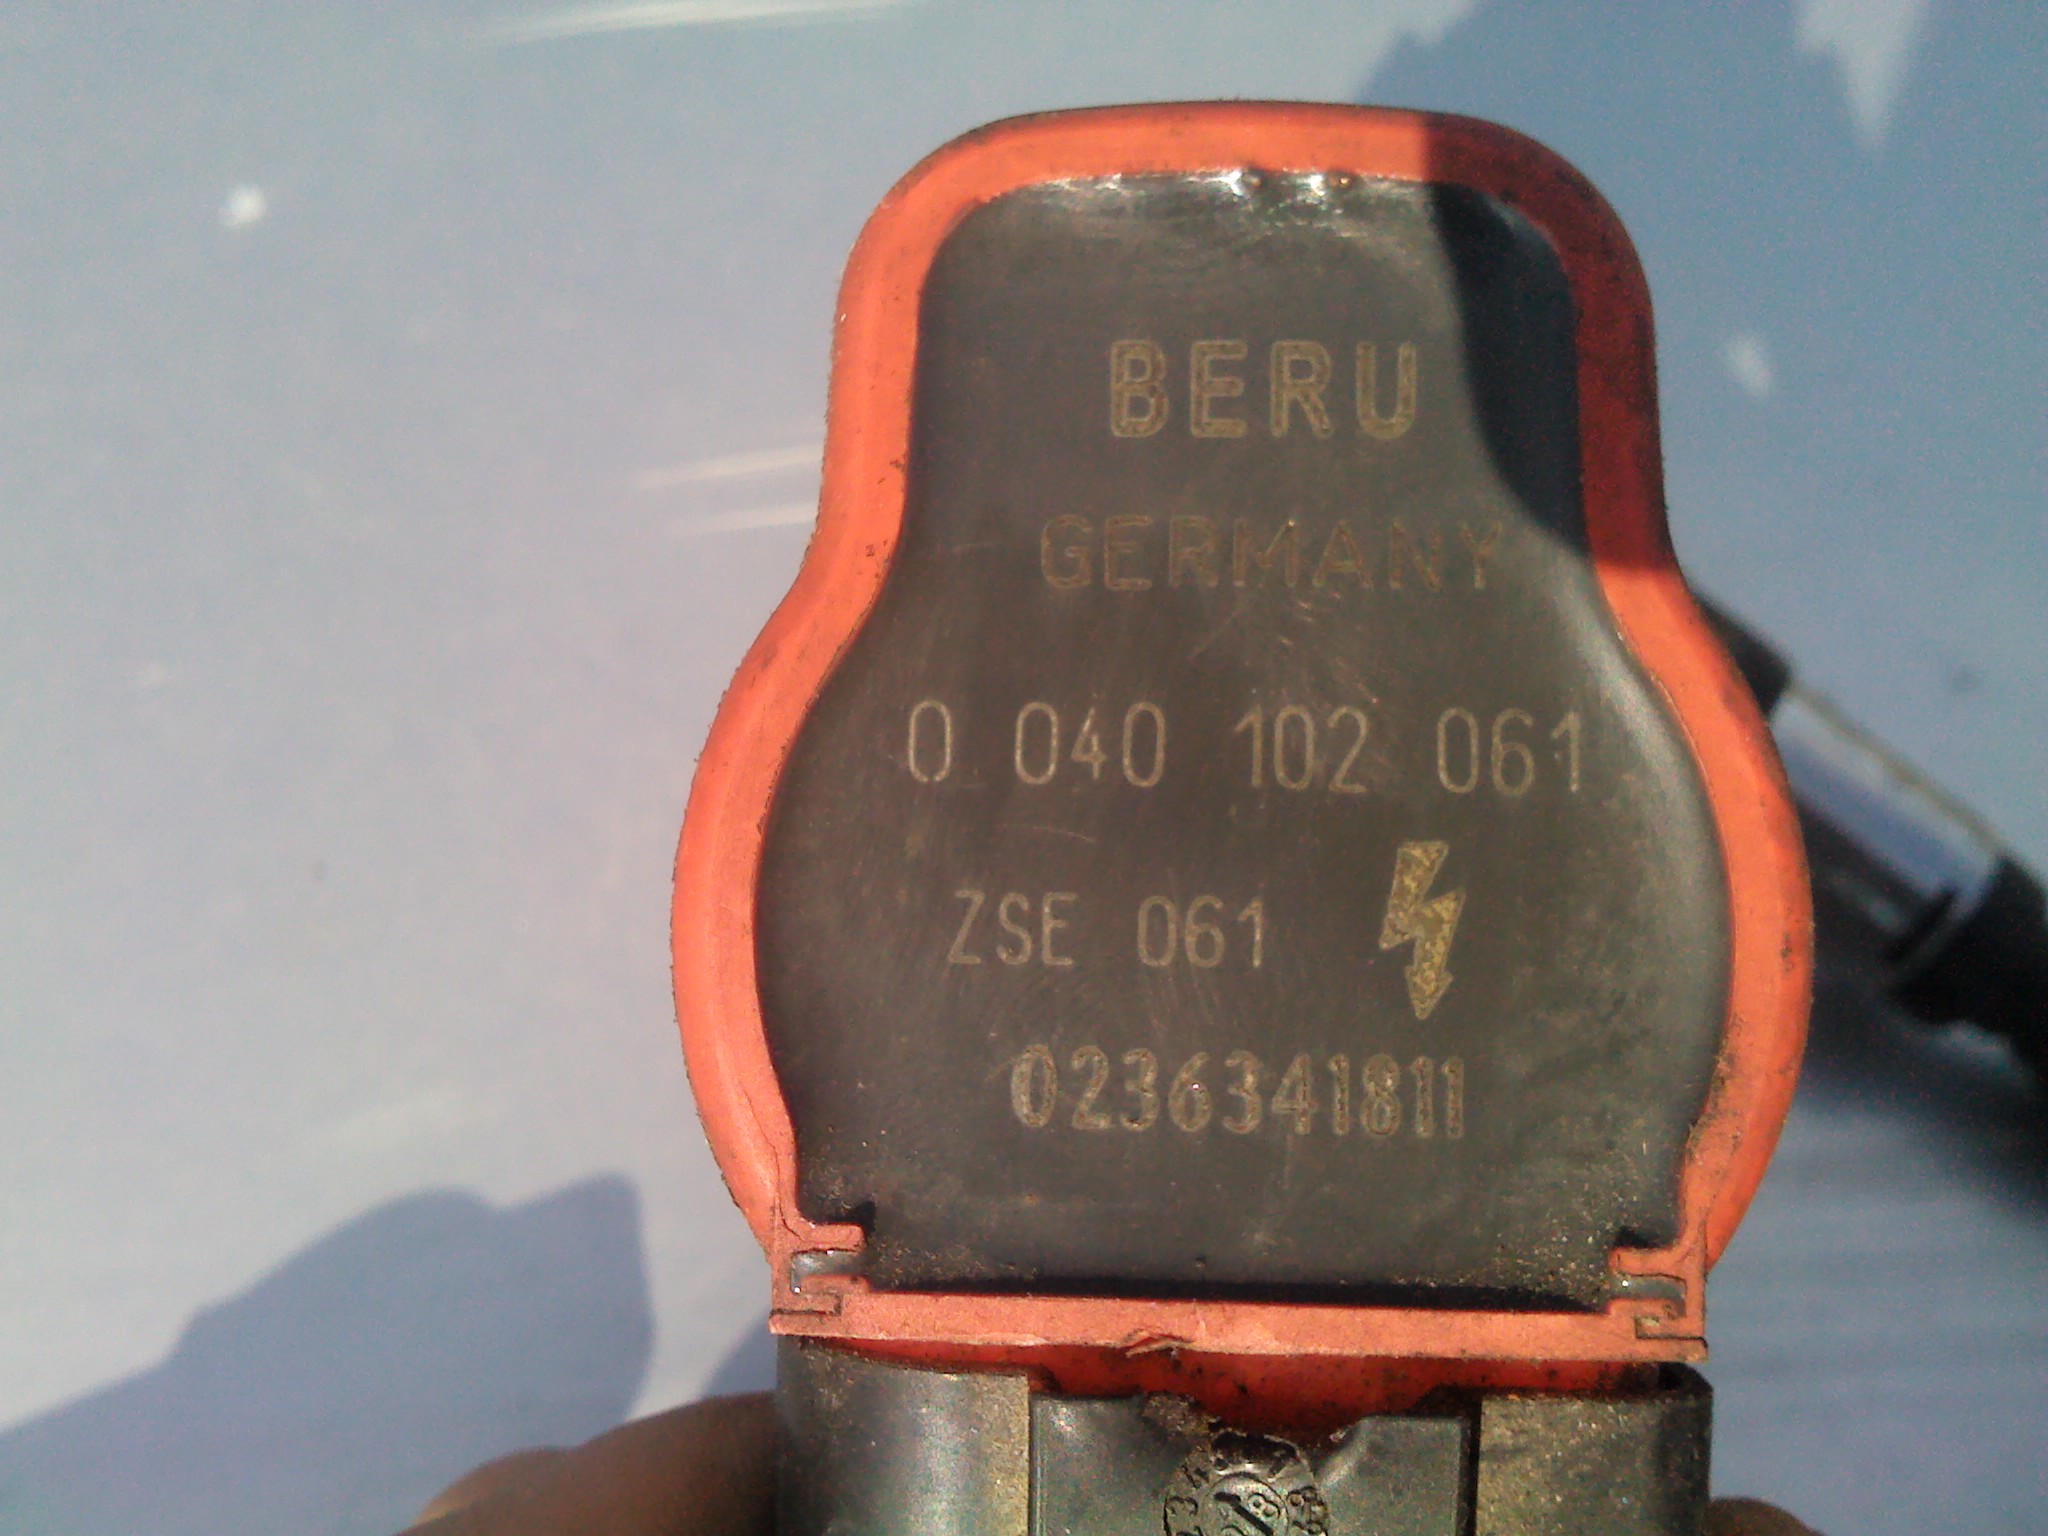 BERU
GERMANY
0 040 102 061
ZSE 061
0236341811